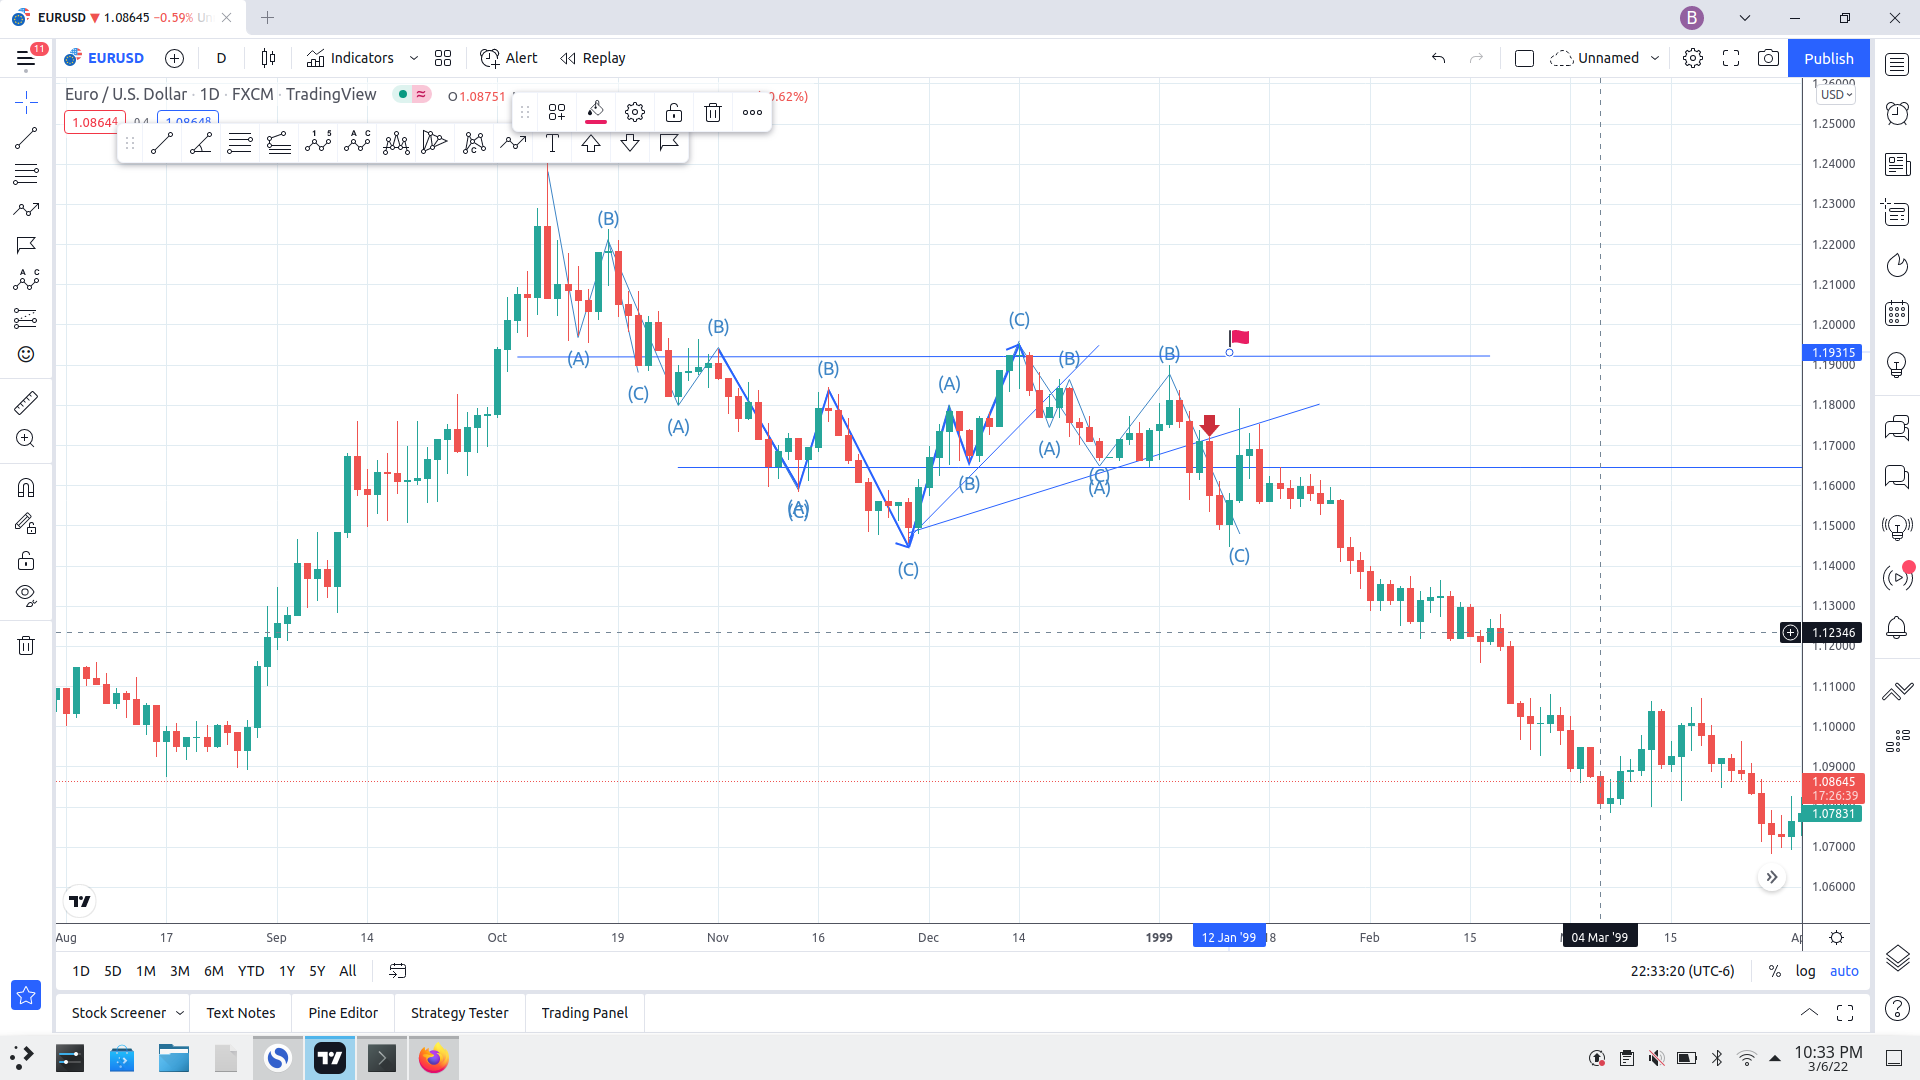 EURUSD ▼ 1.08645 −0.59% Un
B
11
EURUSD
D
Indicators
Alert
Replay
Unnamed
Publish
Euro / U.S. Dollar · 1D · FXCM · TradingView
O1.08751
0.62%)
1.08644
0.4
1.08648
USD
1.26000
1.25000
1.24000
1.23000
1.22000
1.21000
1.20000
1.19315
1.19000
1.18000
1.17000
1.16000
1.15000
1.14000
1.13000
1.12346
1.12000
1.11000
1.10000
1.09000
1.08645
17:26:39
1.07831
1.07000
1.06000
(B)
(A)
(C)
(A)
(B)
(B)
(A)
(C)
(C)
(A)
(B)
(C)
(B)
(A)
(C)
(A)
(B)
(C)
Aug
17
Sep
14
Oct
19
Nov
16
Dec
14
1999
12 Jan '99
18
Feb
15
04 Mar '99
15
Ap
1D
5D
1M
3M
6M
YTD
1Y
5Y
All
22:33:20 (UTC-6)
%
log
auto
Stock Screener
Text Notes
Pine Editor
Strategy Tester
Trading Panel
10:33 PM
3/6/22